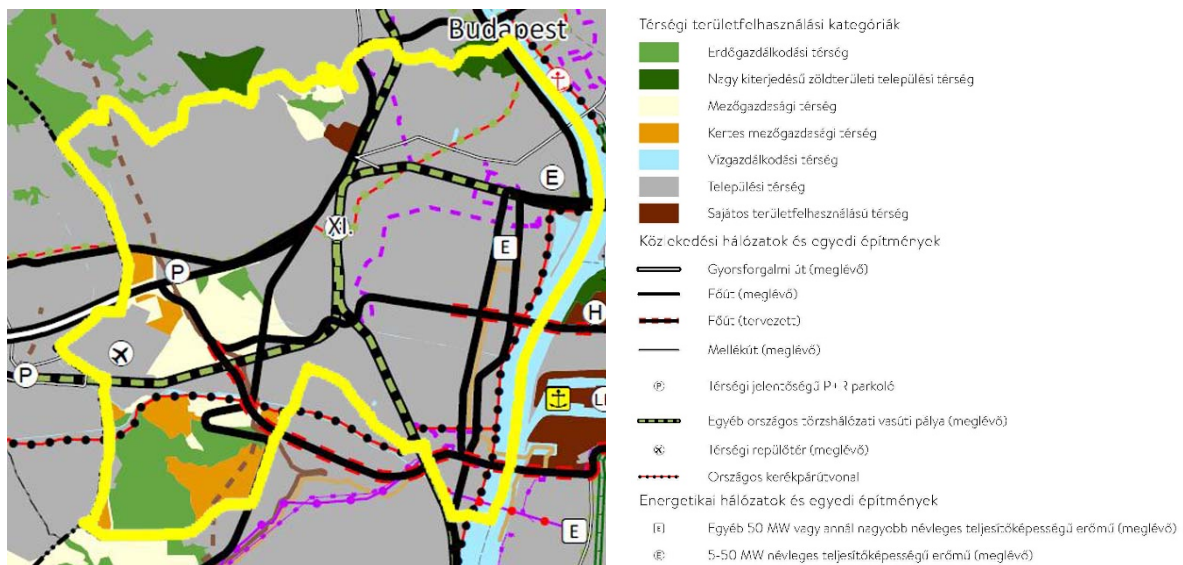 Budapest
E
XI.
E
P
H
P
LI
E
Térségi területfelhasználási kategóriák
Erdőgazdálkodási térség
Nagy kiterjedésű zöldterületi települési térség
Mezőgazdasági térség
Kertes mezőgazdasági térség
Vízgazdálkodási térség
Települési térség
Sajátos területfelhasználású térség
Közlekedési hálózatok és egyedi építmények
Gyorsforgalmi út (meglévő)
Főút (meglévő)
Főút (tervezett)
Mellékút (meglévő)
P Térségi jelentőségű P+R parkoló
Egyéb országos törzshálózati vasúti pálya (meglévő)
Térségi repülőtér (meglévő)
Országos kerékpárútvonal
Energetikai hálózatok és egyedi építmények
E Egyéb 50 MW vagy annál nagyobb névleges teljesítőképességű erőmű (meglévő)
E 5-50 MW névleges teljesítőképességű erőmű (meglévő)